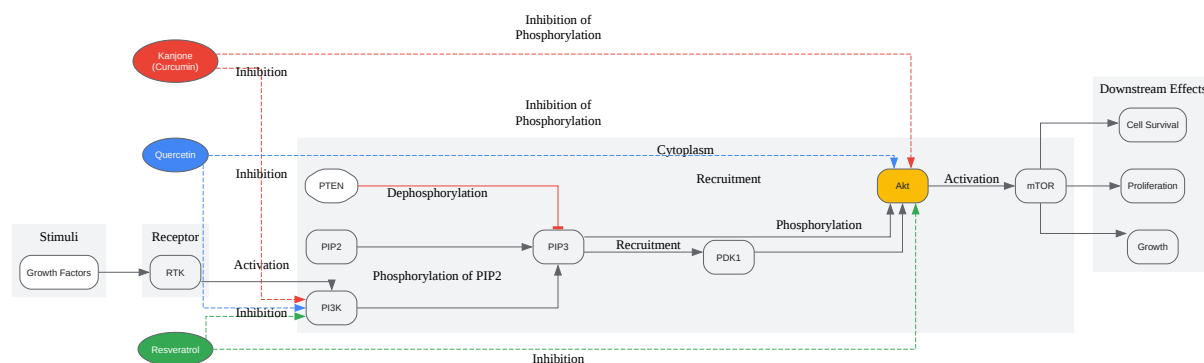 Inhibition of
Phosphorylation
Kanjone
(Curcumin)
Inhibition
Downstream Effects
Inhibition of
Phosphorylation
Cell Survival
Quercetin
Cytoplasm
Inhibition
Recruitment
PTEN
Dephosphorylation
Akt
Activation
mTOR
Proliferation
Phosphorylation
Stimuli
Receptor
PIP2
PIP3
Recruitment
PDK1
Growth
Growth Factors
RTK
Activation
Phosphorylation of PIP2
PI3K
Inhibition
Resveratrol
Inhibition